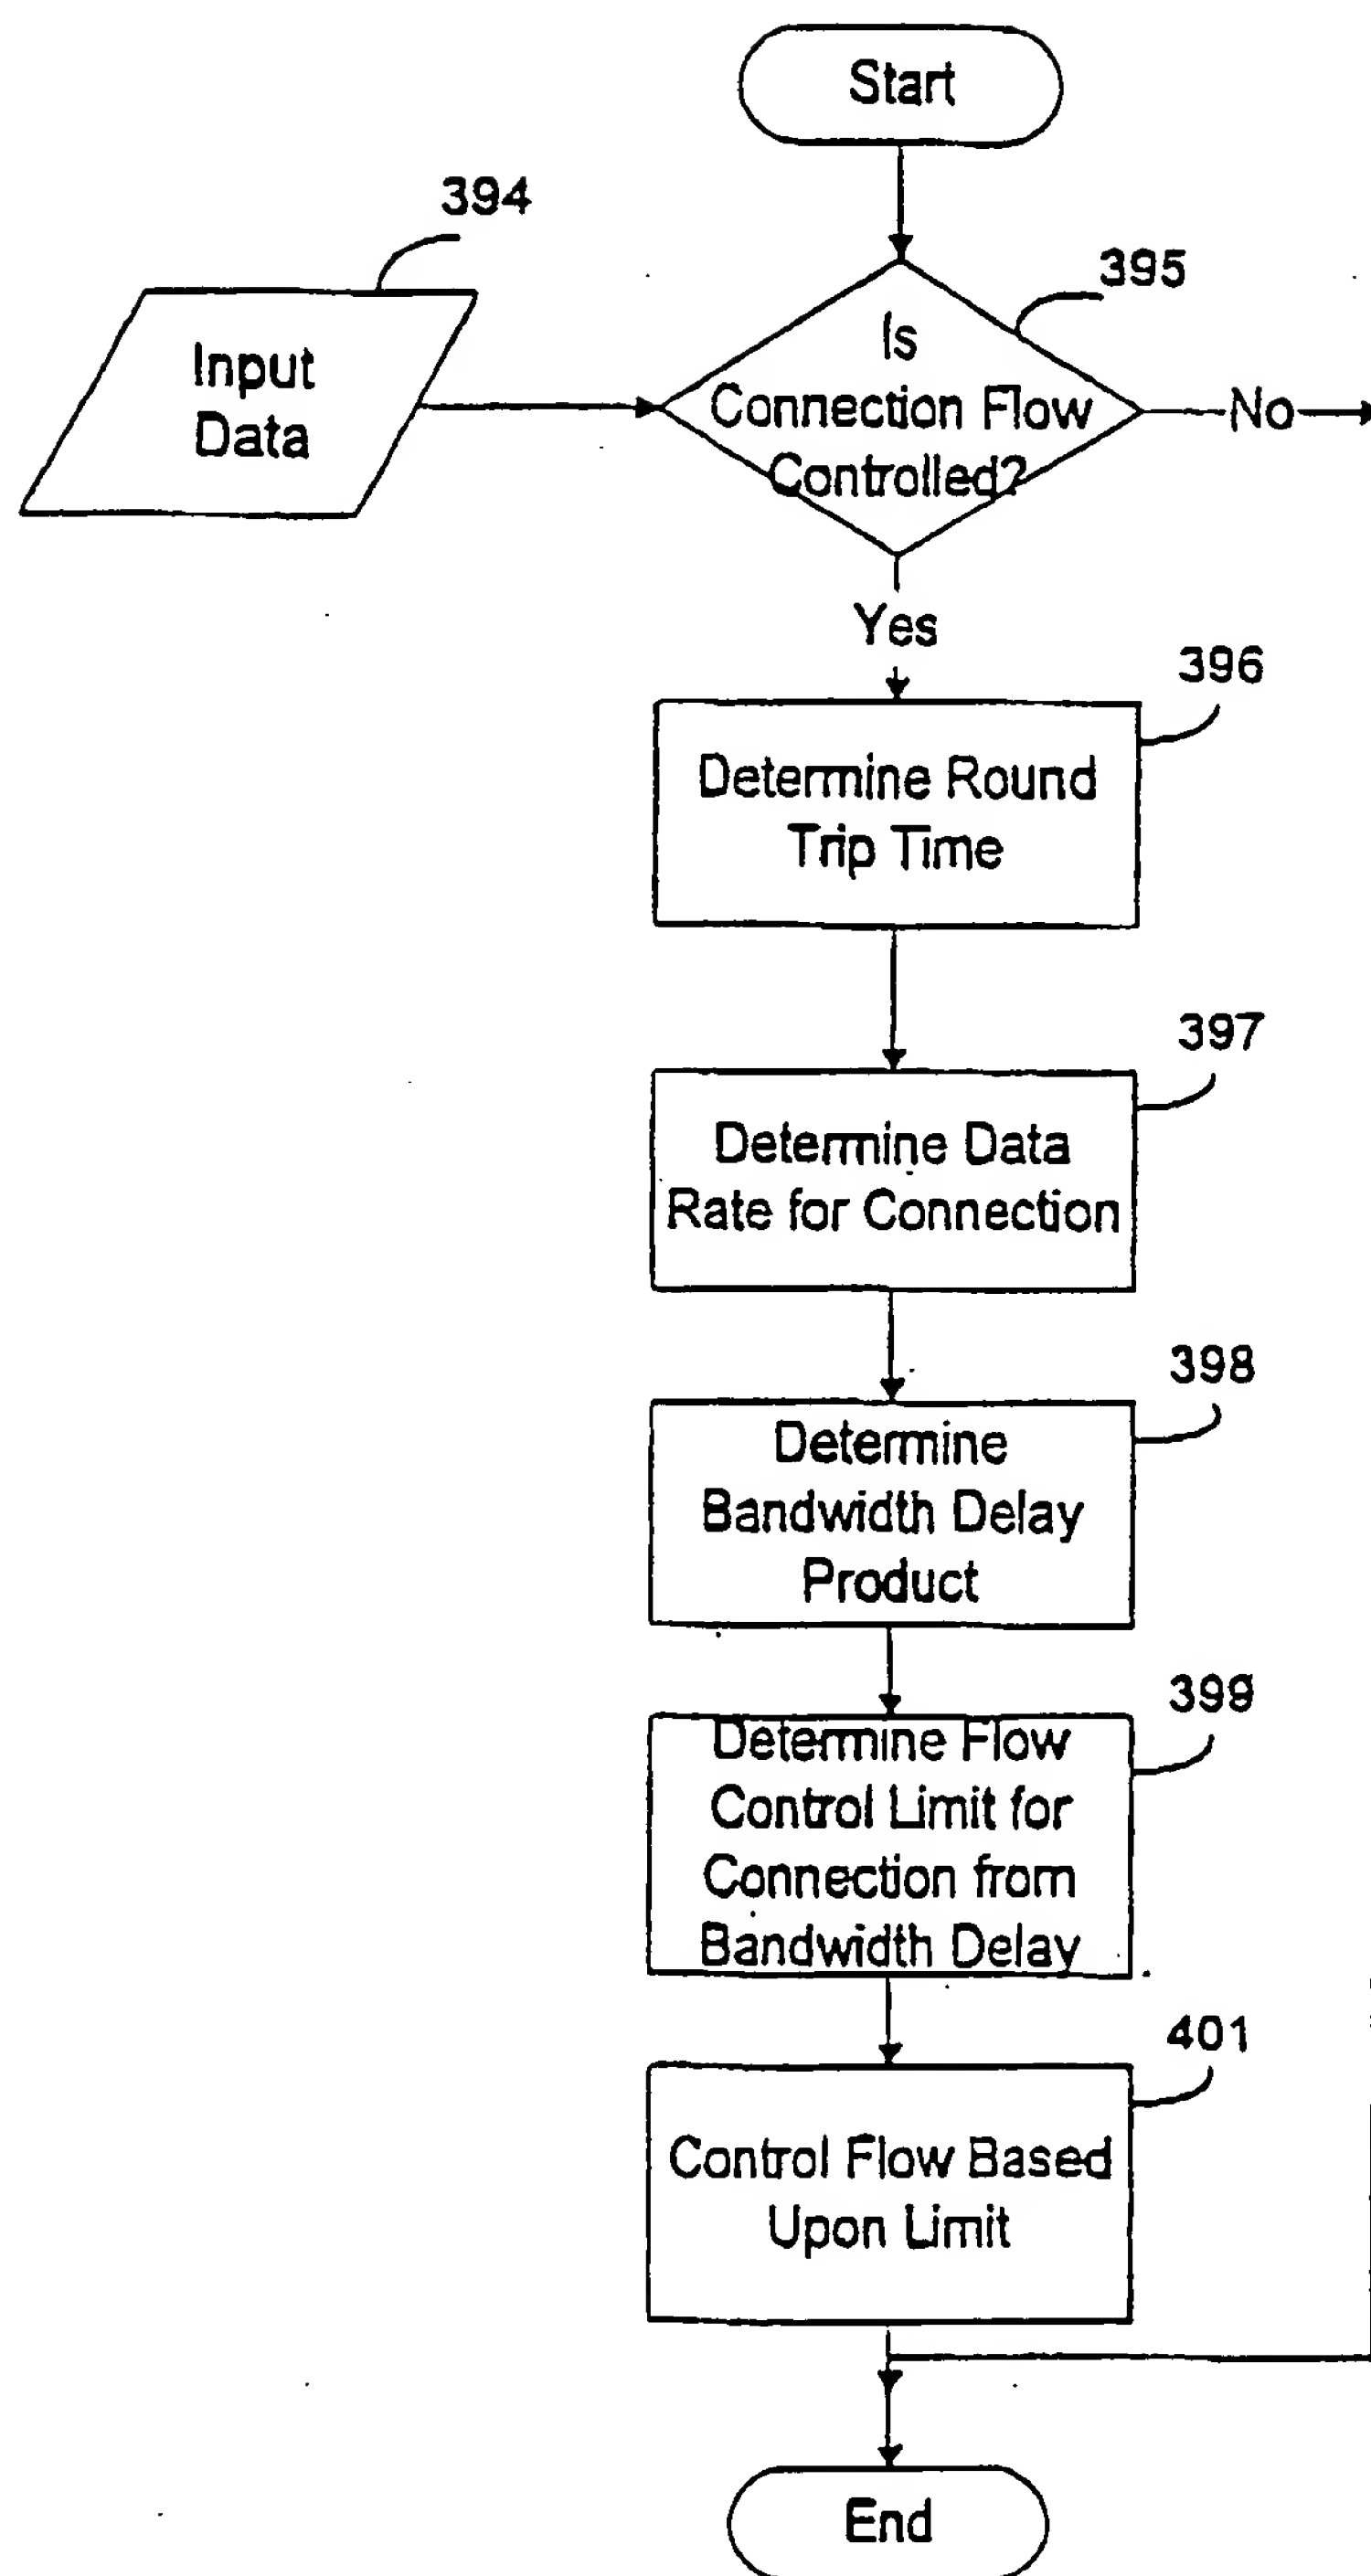 Start
394
395
Input
Data
Is
Connection Flow
Controlled?
No
Yes
396
Determine Round
Trip Time
397
Determine Data
Rate for Connection
398
Determine
Bandwidth Delay
Product
399
Determine Flow
Control Limit for
Connection from
Bandwidth Delay
401
Control Flow Based
Upon Limit
End